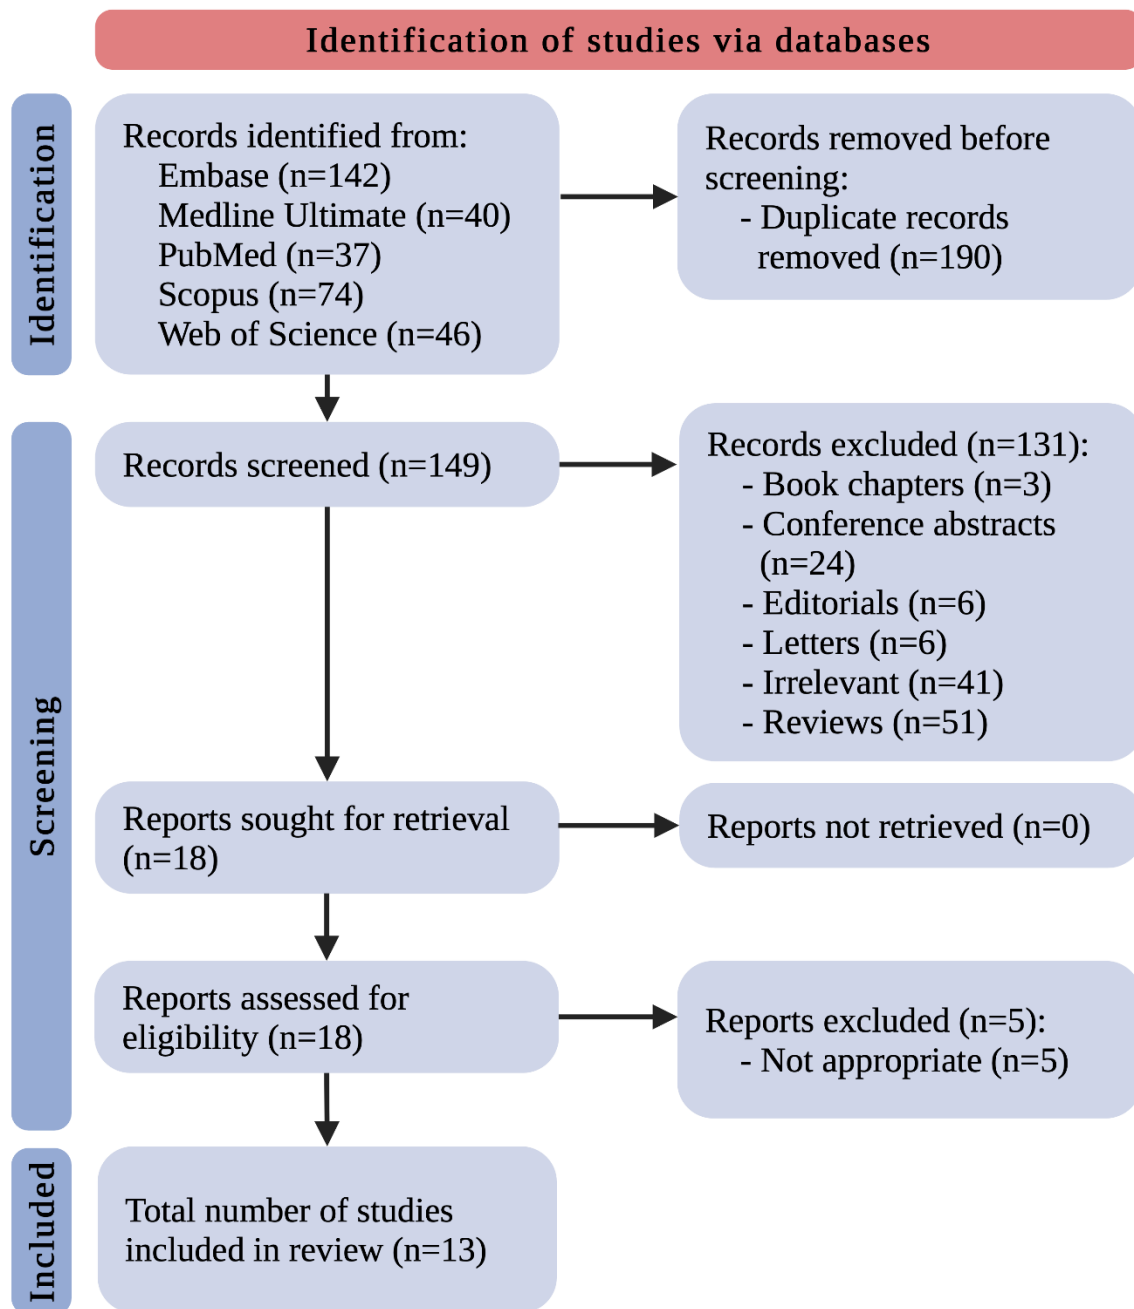 Identification of studies via databases
Identification
Records identified from:
Embase (n=142)
Medline Ultimate (n=40)
PubMed (n=37)
Scopus (n=74)
Web of Science (n=46)
Records removed before
screening:
- Duplicate records
removed (n=190)
Screening
Records screened (n=149)
Records excluded (n=131):
- Book chapters (n=3)
- Conference abstracts
(n=24)
- Editorials (n=6)
- Letters (n=6)
- Irrelevant (n=41)
- Reviews (n=51)
Reports sought for retrieval
(n=18)
Reports not retrieved (n=0)
Reports assessed for
eligibility (n=18)
Reports excluded (n=5):
- Not appropriate (n=5)
Included
Total number of studies
included in review (n=13)